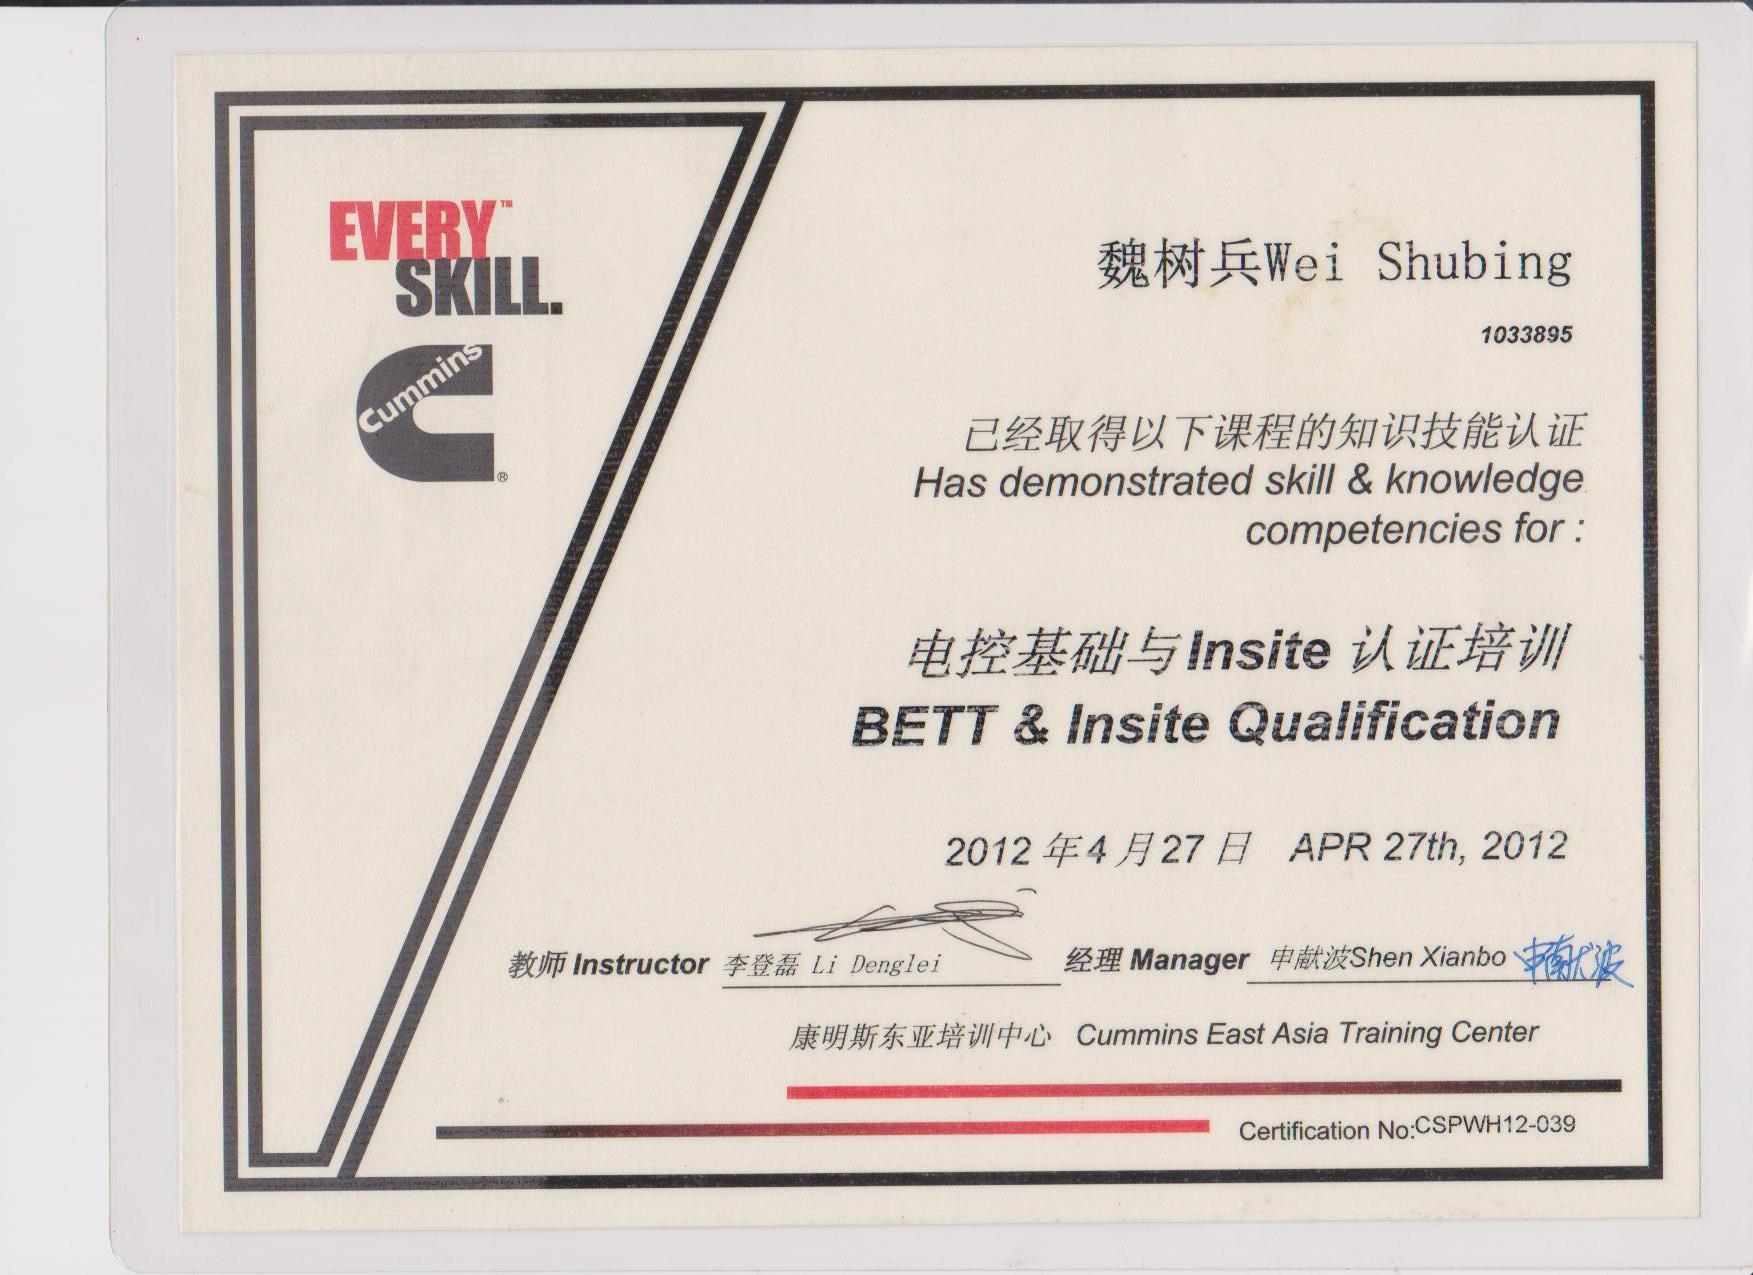 EVERY™
SKILL.
Cummins
®
魏树兵Wei Shubing
1033895
已经取得以下课程的知识技能认证
Has demonstrated skill & knowledge
competencies for :
电控基础与Insite 认证培训
BETT & Insite Qualification
2012 年4 月27 日 APR 27th, 2012
教师 Instructor 李登磊 Li Denglei 经理 Manager 申献波Shen Xianbo 申献波
康明斯东亚培训中心 Cummins East Asia Training Center
Certification No:CSPWH12-039